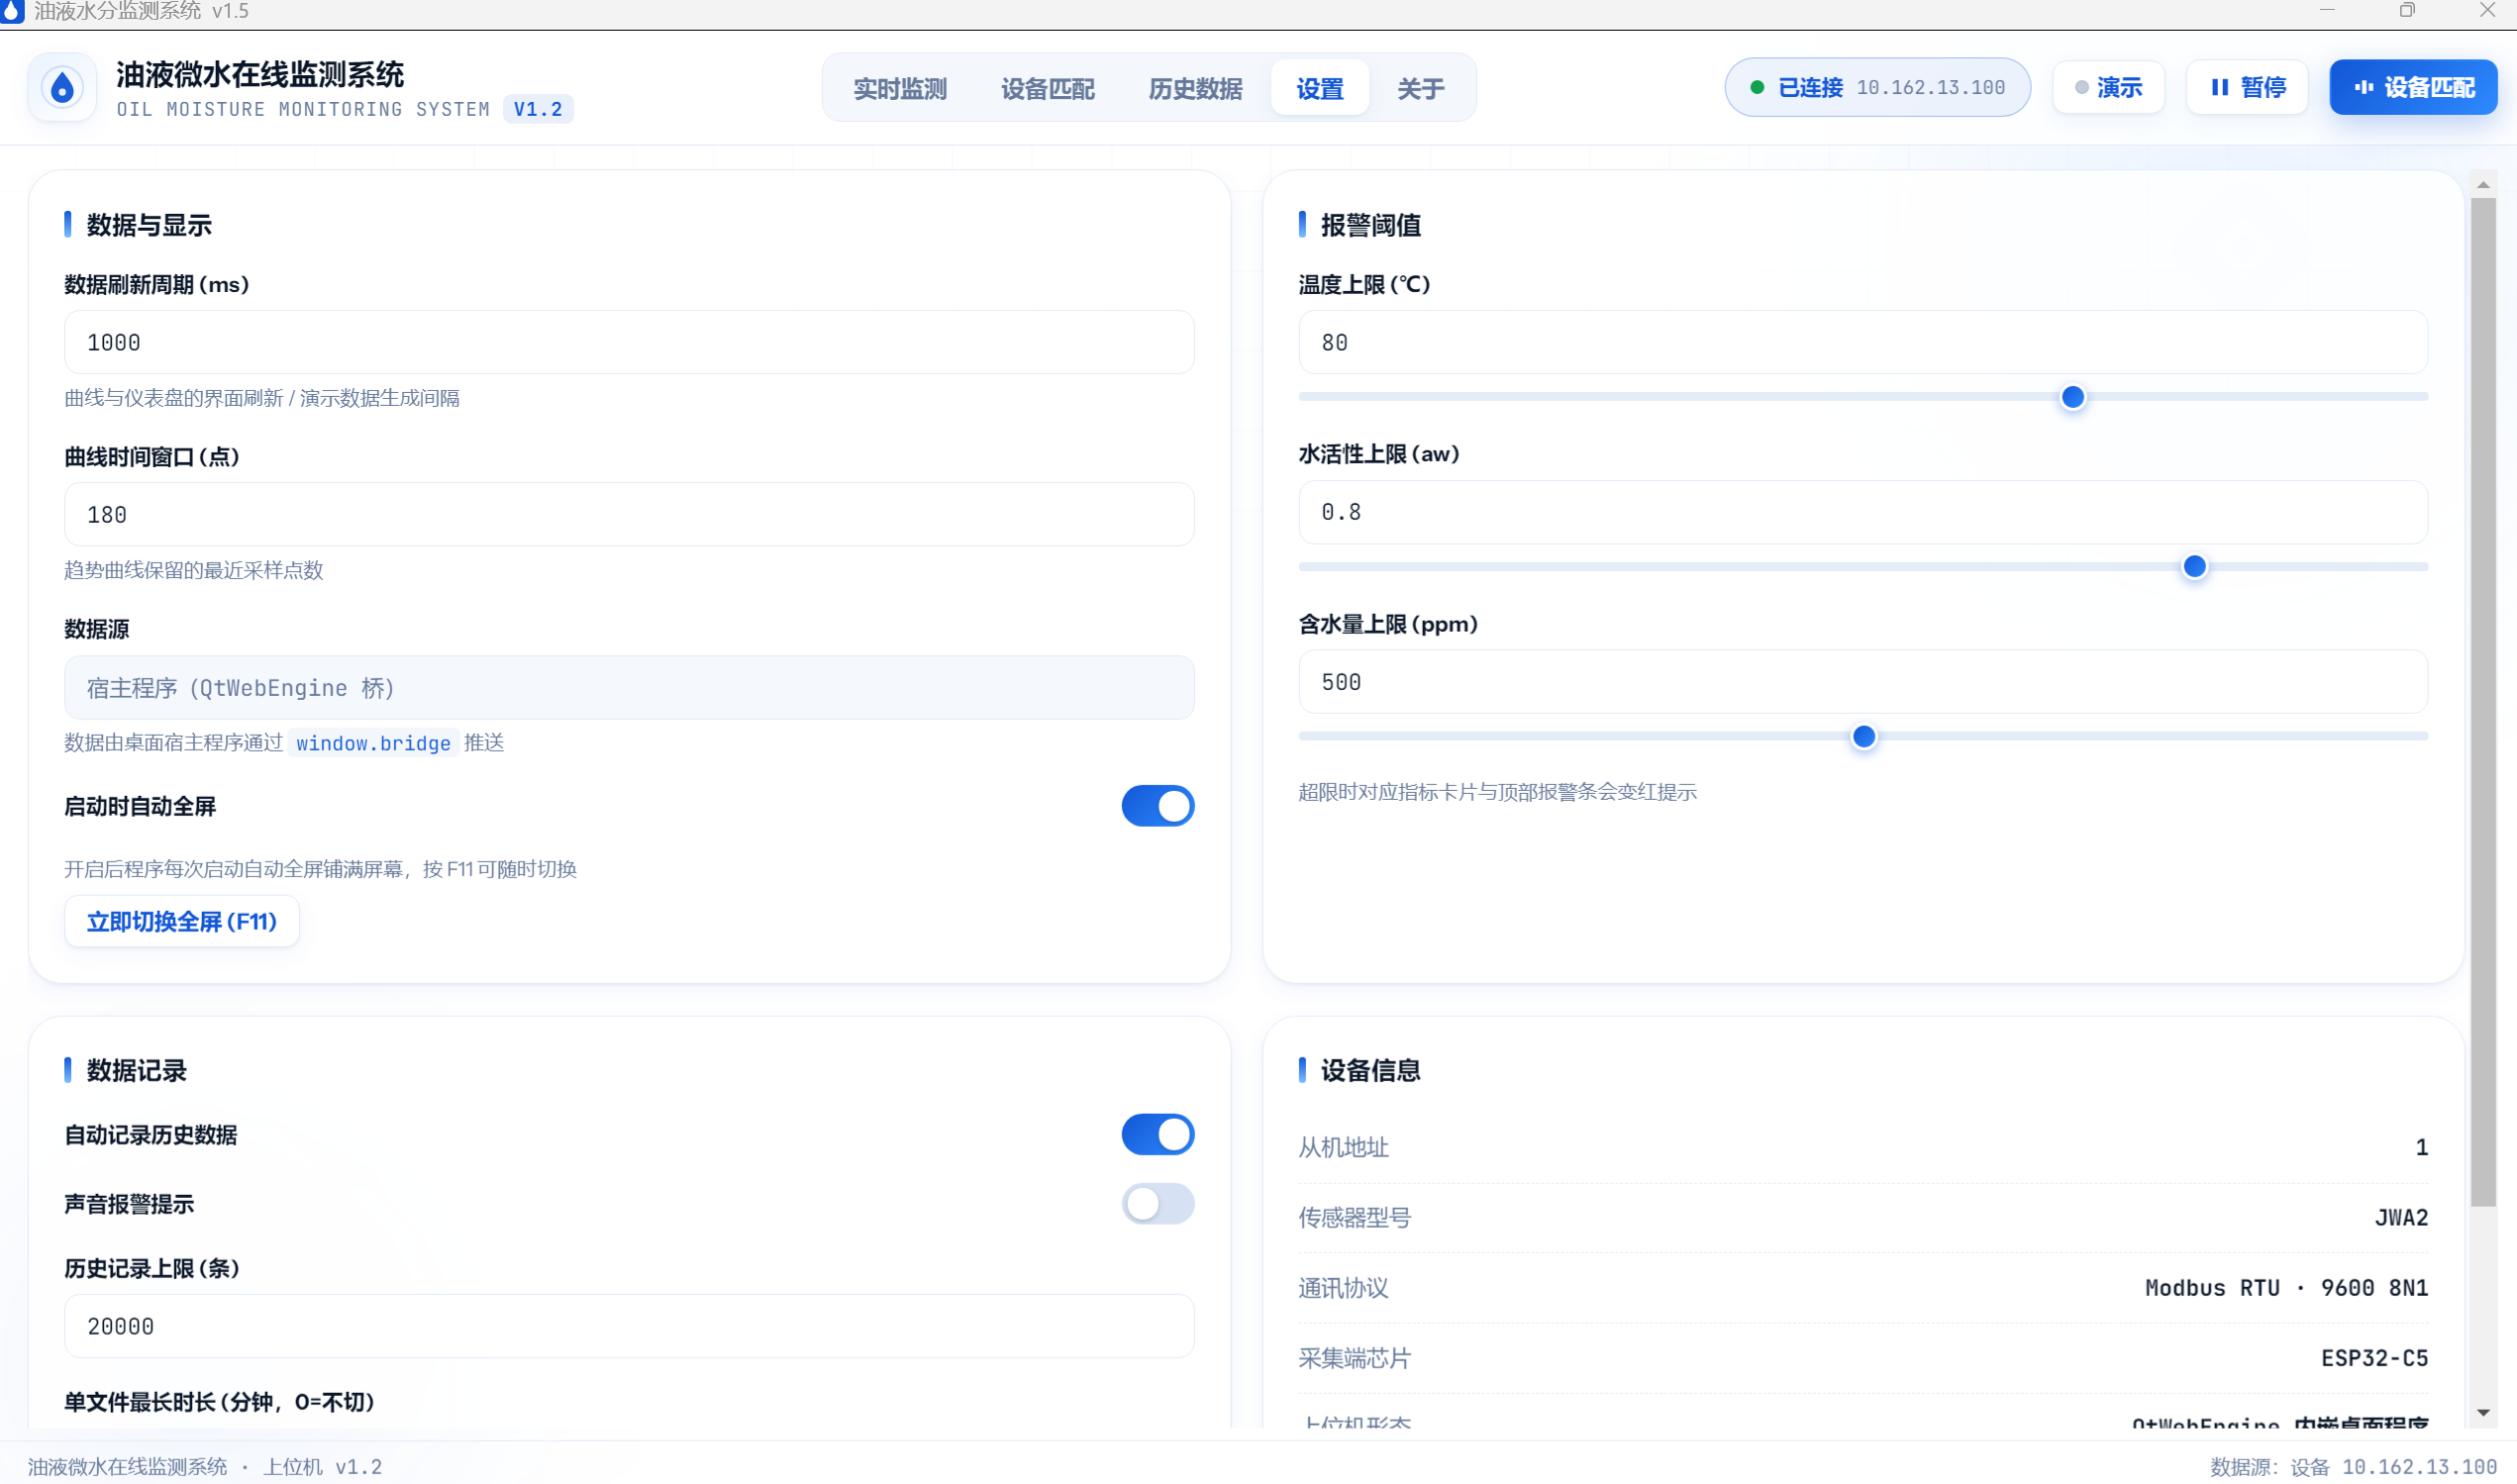 油液水分监测系统 v1.5
油液微水在线监测系统
OIL MOISTURE MONITORING SYSTEM V1.2
实时监测 设备匹配 历史数据 设置 关于
已连接 10.162.13.100 演示 暂停 设备匹配
数据与显示
数据刷新周期 (ms)
1000
曲线与仪表盘的界面刷新 / 演示数据生成间隔
曲线时间窗口 (点)
180
趋势曲线保留的最近采样点数
数据源
宿主程序（QtWebEngine 桥）
数据由桌面宿主程序通过 window.bridge 推送
启动时自动全屏
开启后程序每次启动自动全屏铺满屏幕，按 F11 可随时切换
立即切换全屏 (F11)
报警阈值
温度上限 (℃)
80
水活性上限 (aw)
0.8
含水量上限 (ppm)
500
超限时对应指标卡片与顶部报警条会变红提示
数据记录
自动记录历史数据
声音报警提示
历史记录上限 (条)
20000
单文件最长时长 (分钟，0=不切)
设备信息
从机地址 1
传感器型号 JWA2
通讯协议 Modbus RTU · 9600 8N1
采集端芯片 ESP32-C5
上位机形态 QtWebEngine 内嵌桌面程序
油液微水在线监测系统 · 上位机 v1.2
数据源：设备 10.162.13.100